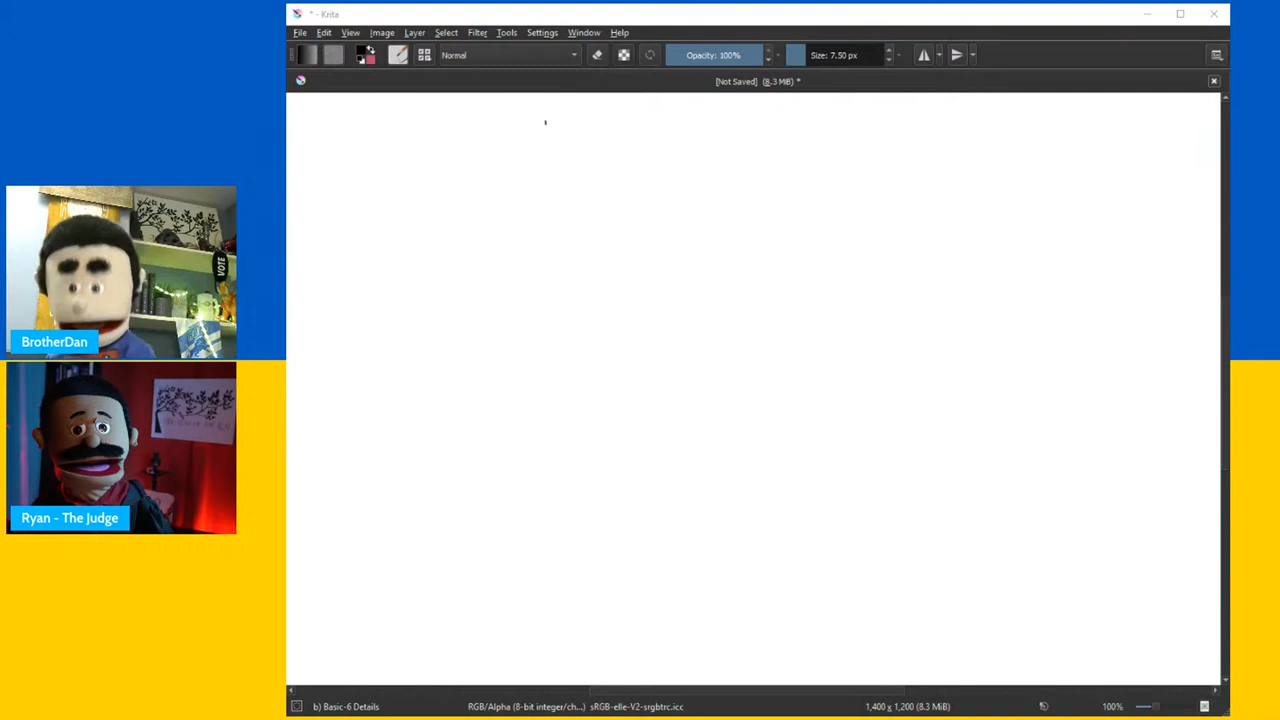 * - Krita
File Edit View Image Layer Select Filter Tools Settings Window Help
Normal Opacity: 100% Size: 7.50 px
[Not Saved] (8.3 MiB) *
VOTE
BrotherDan
Ryan - The Judge
b) Basic-6 Details RGB/Alpha (8-bit integer/ch...) sRGB-elle-V2-srgbtrc.icc 1,400 x 1,200 (8.3 MiB) 100%